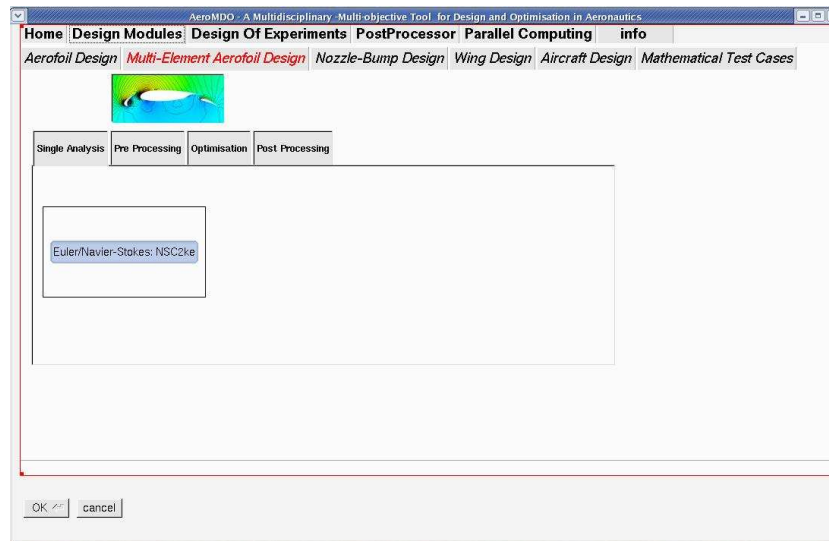 AeroMDO - A Multidisciplinary -Multi-objective Tool for Design and Optimisation in Aeronautics
Home Design Modules Design Of Experiments PostProcessor Parallel Computing info
Aerofoil Design Multi-Element Aerofoil Design Nozzle-Bump Design Wing Design Aircraft Design Mathematical Test Cases
Single Analysis Pre Processing Optimisation Post Processing
Euler/Navier-Stokes: NSC2ke
OK cancel